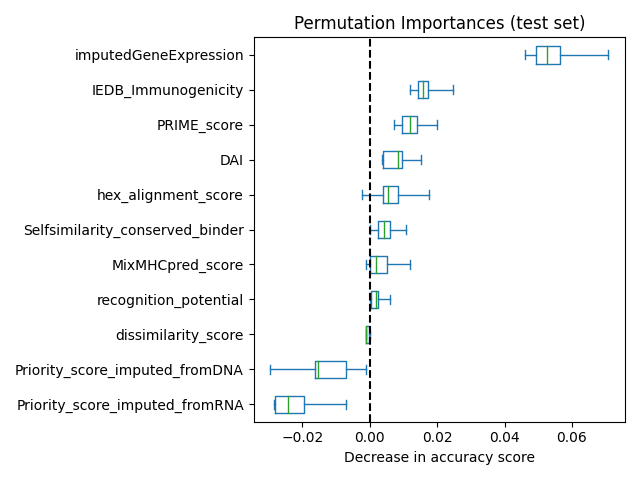 Permutation Importances (test set)
imputedGeneExpression
IEDB_Immunogenicity
PRIME_score
DAI
hex_alignment_score
Selfsimilarity_conserved_binder
MixMHCpred_score
recognition_potential
dissimilarity_score
Priority_score_imputed_fromDNA
Priority_score_imputed_fromRNA
−0.02 0.00 0.02 0.04 0.06
Decrease in accuracy score